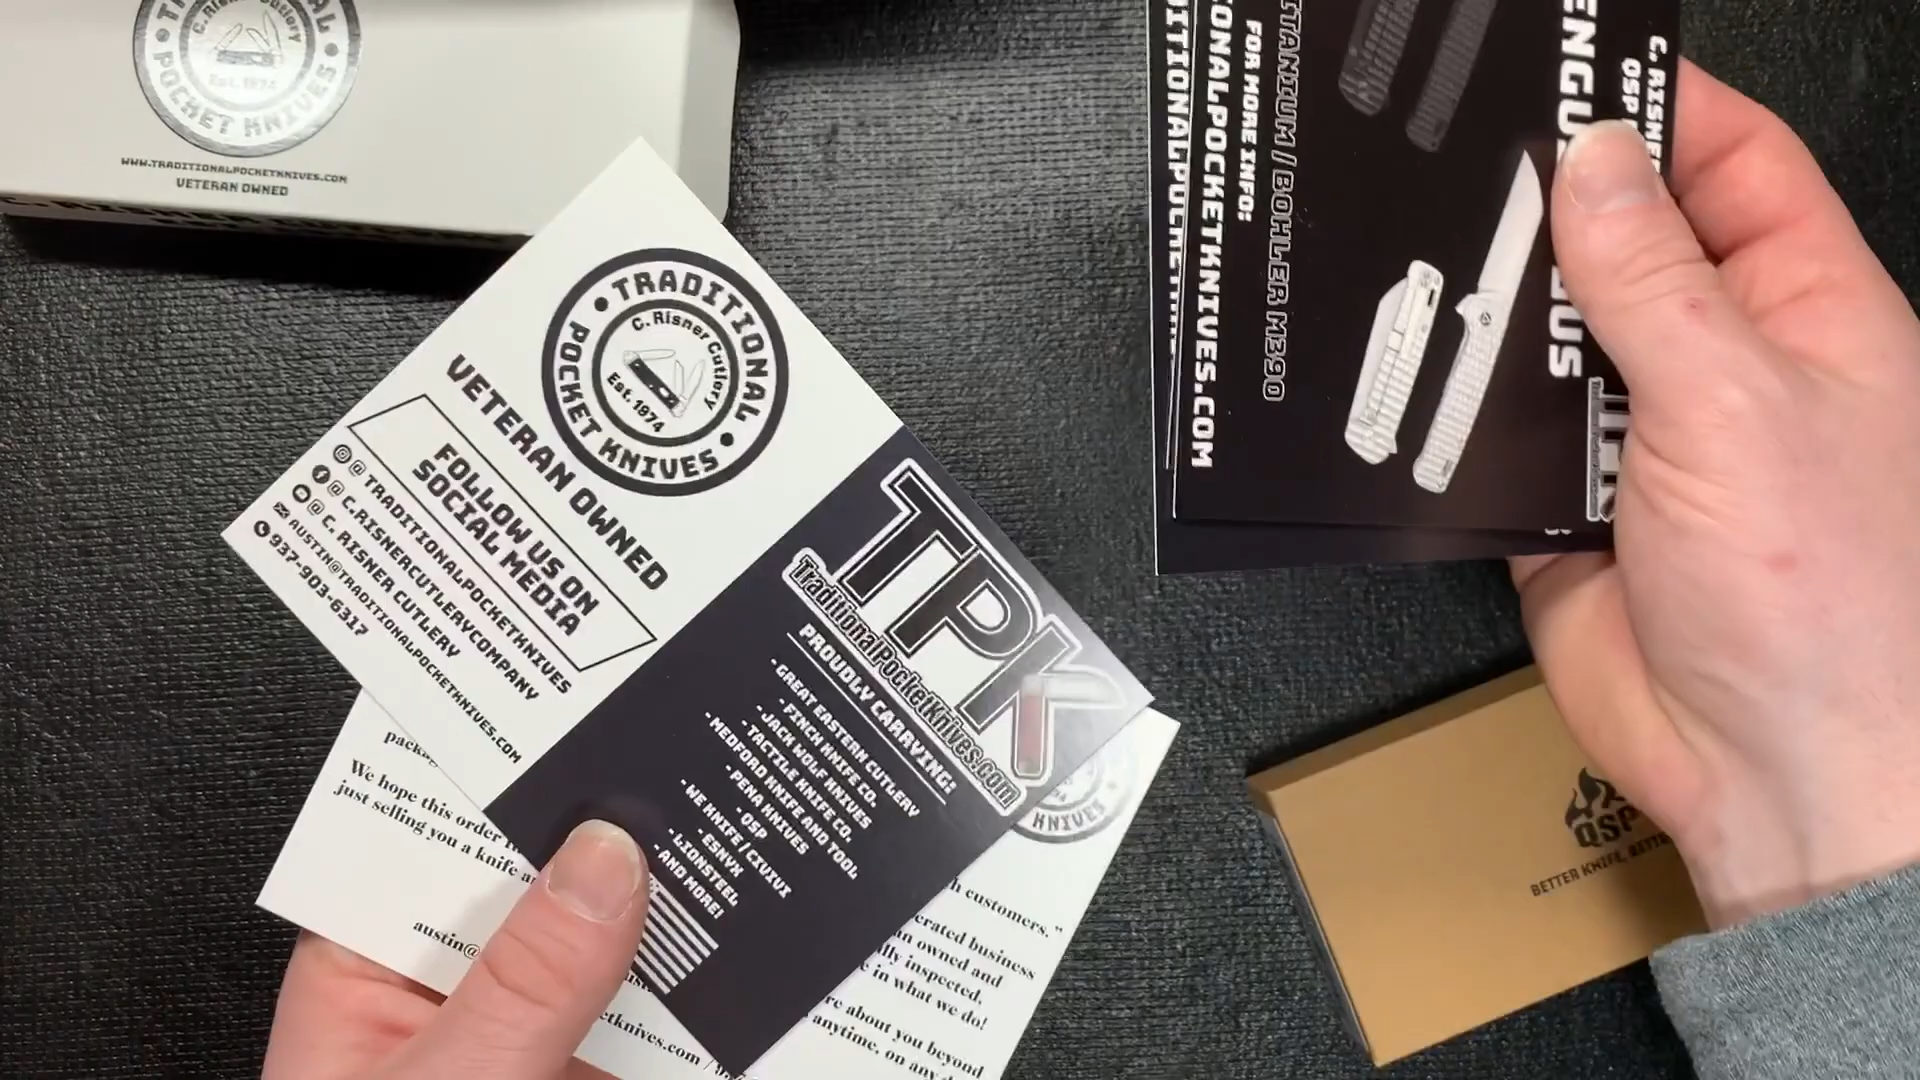 TRADITIONAL
POCKET KNIVES
C. Risner Cutlery
Est. 1974
WWW.TRADITIONALPOCKETKNIVES.COM
VETERAN OWNED
TRADITIONAL
POCKET KNIVES
C. Risner Cutlery
Est. 1974
VETERAN OWNED
FOLLOW US ON
SOCIAL MEDIA
@ TRADITIONALPOCKETKNIVES
@ C.RISNERCUTLERYCOMPANY
@ C. RISNER CUTLERY
AUSTIN@TRADITIONALPOCKETKNIVES.COM
937-903-6317
TPK
TraditionalPocketKnives.com
PROUDLY CARRYING:
- GREAT EASTERN CUTLERY
- FINCH KNIFE CO.
- JACK WOLF KNIVES
- TACTILE KNIFE CO.
- MEDFORD KNIFE AND TOOL
- PENA KNIVES
- QSP
- WE KNIFE / CIVIVI
- ESNYX
- LIONSTEEL
- AND MORE!
We hope this order
just selling you a knife
austin@
customers."
business
owned and
inspected,
in what we do!
about you beyond
anytime, on any
KNIVES
C.
QSP
TITANIUM / BOHLER M390
FOR MORE INFO:
QSP
BETTER KNIFE,